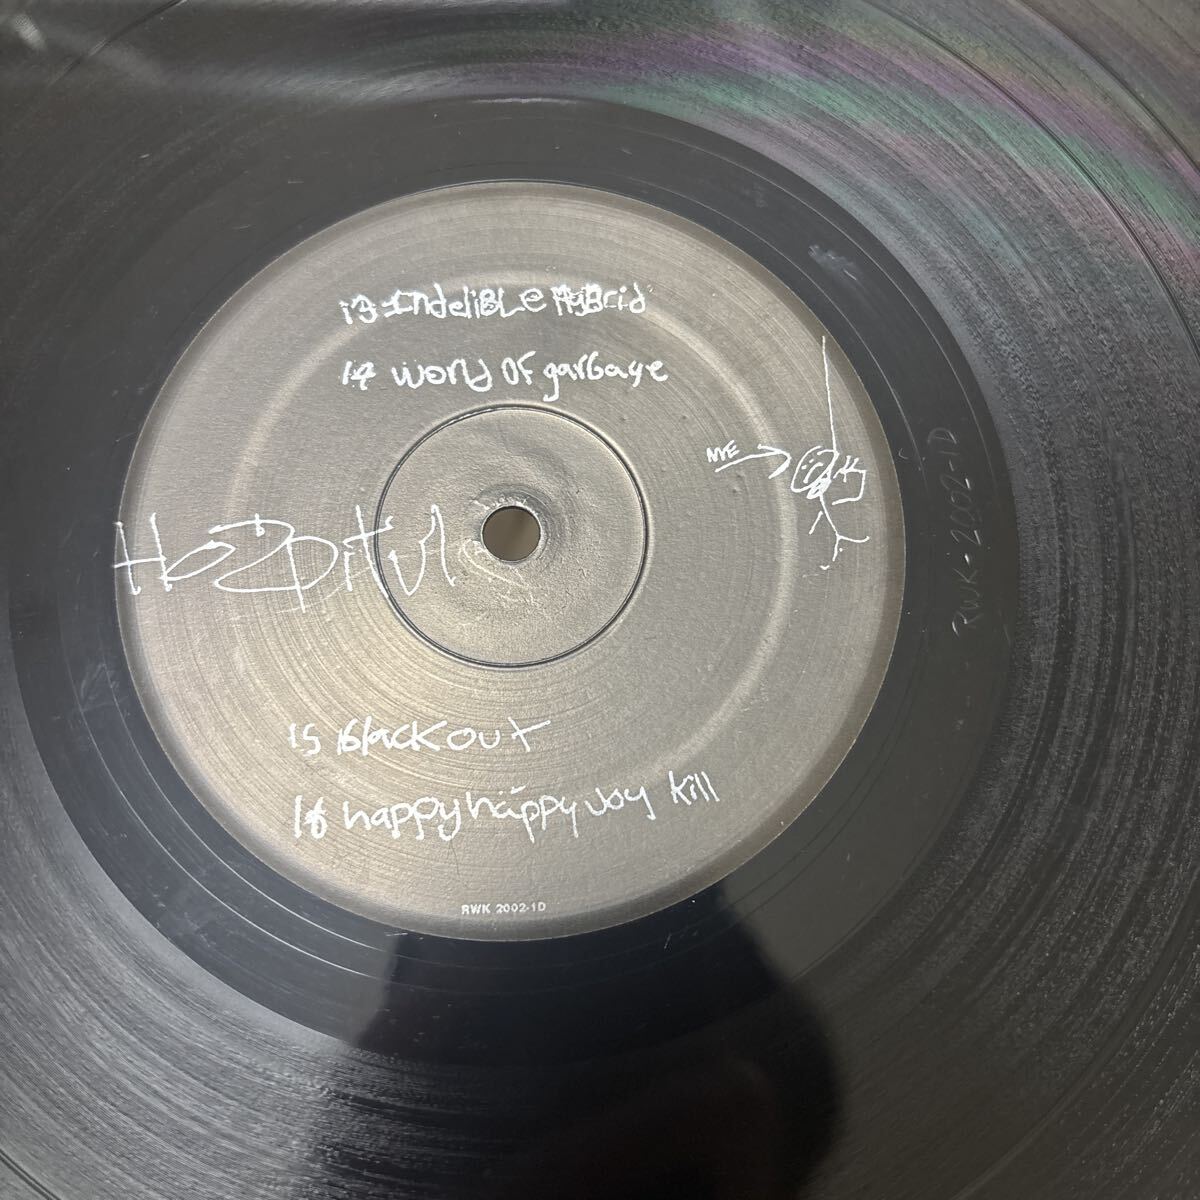 13 IndeliBLe HyBrid
14 world of garbage
ME
HoSpitul
15 Blackout
16 happy happy joy kill
RWK 2002-1D
RWK-2002-1D